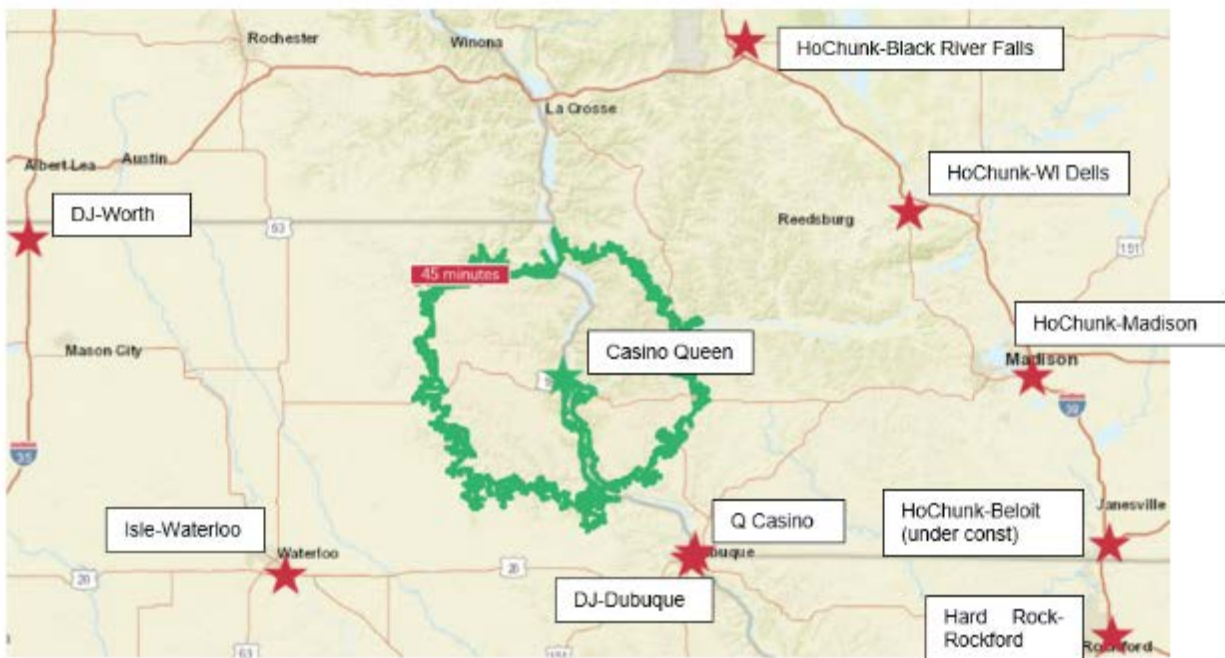 Rochester
Winona
HoChunk-Black River Falls
La Crosse
Albert Lea
Austin
HoChunk-WI Dells
DJ-Worth
63
Reedsburg
151
45 minutes
HoChunk-Madison
Casino Queen
Mason City
Madison
39
35
Q Casino
HoChunk-Beloit
(under const)
Janesville
Isle-Waterloo
Waterloo
buque
20
20
DJ-Dubuque
Hard Rock-
Rockford
Rockford
63